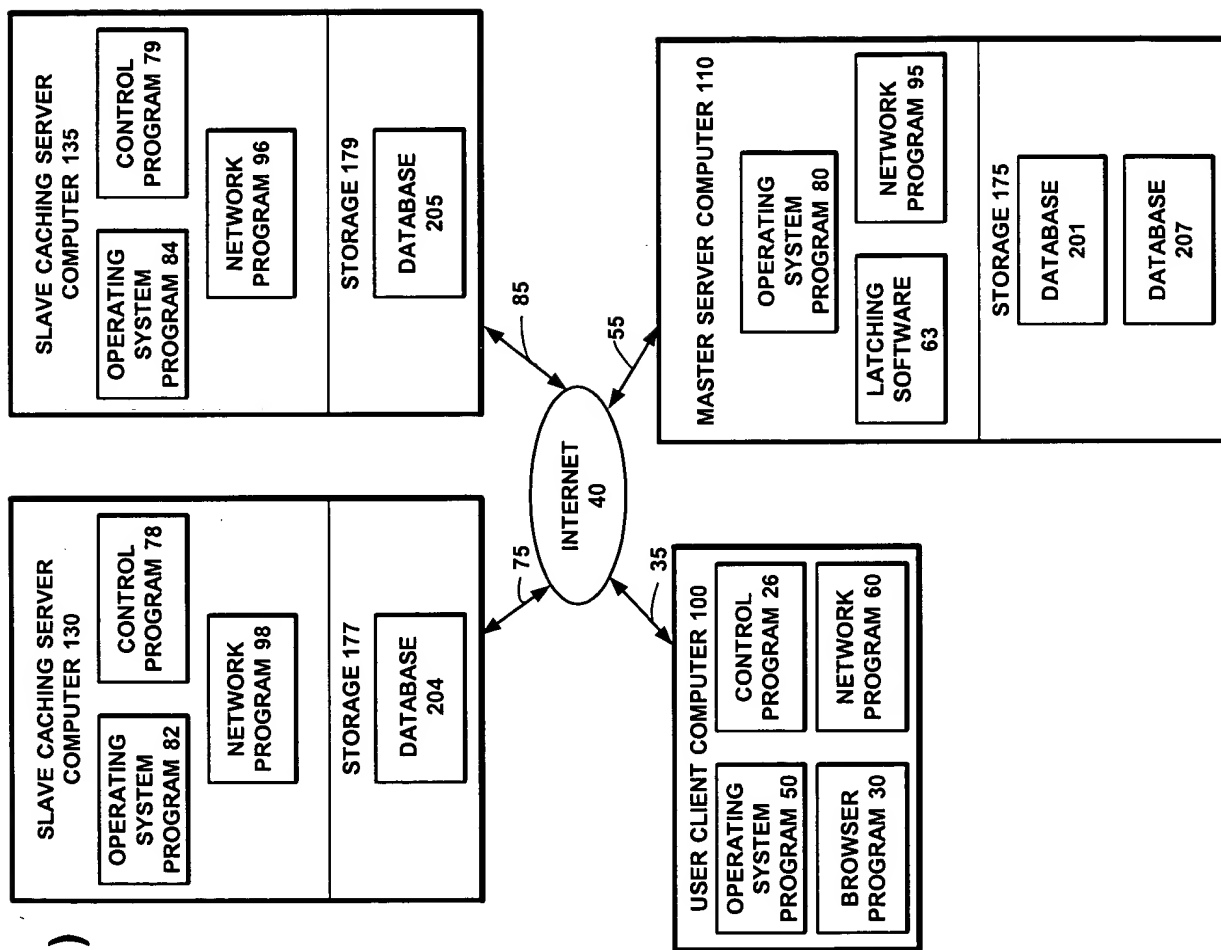 SLAVE CACHING SERVER
COMPUTER 130
OPERATING
SYSTEM
PROGRAM 82
CONTROL
PROGRAM 78
NETWORK
PROGRAM 98
STORAGE 177
DATABASE
204
SLAVE CACHING SERVER
COMPUTER 135
OPERATING
SYSTEM
PROGRAM 84
CONTROL
PROGRAM 79
NETWORK
PROGRAM 96
STORAGE 179
DATABASE
205
75
85
INTERNET
40
35
55
USER CLIENT COMPUTER 100
OPERATING
SYSTEM
PROGRAM 50
CONTROL
PROGRAM 26
BROWSER
PROGRAM 30
NETWORK
PROGRAM 60
MASTER SERVER COMPUTER 110
OPERATING
SYSTEM
PROGRAM 80
LATCHING
SOFTWARE
63
NETWORK
PROGRAM 95
STORAGE 175
DATABASE
201
DATABASE
207